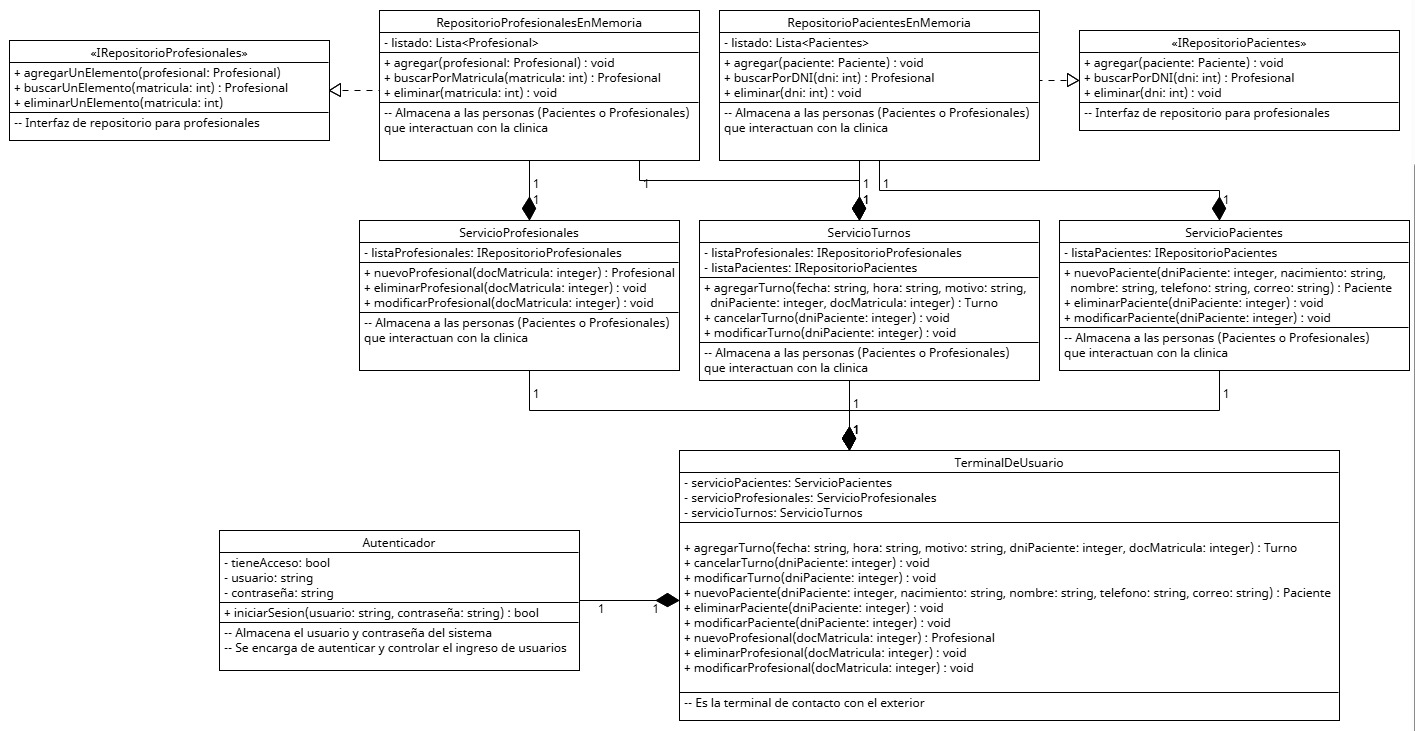 «IRepositorioProfesionales»
+ agregarUnElemento(profesional: Profesional)
+ buscarUnElemento(matricula: int) : Profesional
+ eliminarUnElemento(matricula: int)
-- Interfaz de repositorio para profesionales
RepositorioProfesionalesEnMemoria
- listado: Lista<Profesional>
+ agregar(profesional: Profesional) : void
+ buscarPorMatricula(matricula: int) : Profesional
+ eliminar(matricula: int) : void
-- Almacena a las personas (Pacientes o Profesionales)
que interactuan con la clinica
RepositorioPacientesEnMemoria
- listado: Lista<Pacientes>
+ agregar(paciente: Paciente) : void
+ buscarPorDNI(dni: int) : Profesional
+ eliminar(dni: int) : void
-- Almacena a las personas (Pacientes o Profesionales)
que interactuan con la clinica
«IRepositorioPacientes»
+ agregar(paciente: Paciente) : void
+ buscarPorDNI(dni: int) : Profesional
+ eliminar(dni: int) : void
-- Interfaz de repositorio para profesionales
1
1
1
1
1
1
1
ServicioProfesionales
- listaProfesionales: IRepositorioProfesionales
+ nuevoProfesional(docMatricula: integer) : Profesional
+ eliminarProfesional(docMatricula: integer) : void
+ modificarProfesional(docMatricula: integer) : void
-- Almacena a las personas (Pacientes o Profesionales)
que interactuan con la clinica
ServicioTurnos
- listaProfesionales: IRepositorioProfesionales
- listaPacientes: IRepositorioPacientes
+ agregarTurno(fecha: string, hora: string, motivo: string,
dniPaciente: integer, docMatricula: integer) : Turno
+ cancelarTurno(dniPaciente: integer) : void
+ modificarTurno(dniPaciente: integer) : void
-- Almacena a las personas (Pacientes o Profesionales)
que interactuan con la clinica
ServicioPacientes
- listaPacientes: IRepositorioPacientes
+ nuevoPaciente(dniPaciente: integer, nacimiento: string,
nombre: string, telefono: string, correo: string) : Paciente
+ eliminarPaciente(dniPaciente: integer) : void
+ modificarPaciente(dniPaciente: integer) : void
-- Almacena a las personas (Pacientes o Profesionales)
que interactuan con la clinica
1
1
1
1
TerminalDeUsuario
- servicioPacientes: ServicioPacientes
- servicioProfesionales: ServicioProfesionales
- servicioTurnos: ServicioTurnos
+ agregarTurno(fecha: string, hora: string, motivo: string, dniPaciente: integer, docMatricula: integer) : Turno
+ cancelarTurno(dniPaciente: integer) : void
+ modificarTurno(dniPaciente: integer) : void
+ nuevoPaciente(dniPaciente: integer, nacimiento: string, nombre: string, telefono: string, correo: string) : Paciente
+ eliminarPaciente(dniPaciente: integer) : void
+ modificarPaciente(dniPaciente: integer) : void
+ nuevoProfesional(docMatricula: integer) : Profesional
+ eliminarProfesional(docMatricula: integer) : void
+ modificarProfesional(docMatricula: integer) : void
-- Es la terminal de contacto con el exterior
Autenticador
- tieneAcceso: bool
- usuario: string
- contraseña: string
+ iniciarSesion(usuario: string, contraseña: string) : bool
-- Almacena el usuario y contraseña del sistema
-- Se encarga de autenticar y controlar el ingreso de usuarios
1
1